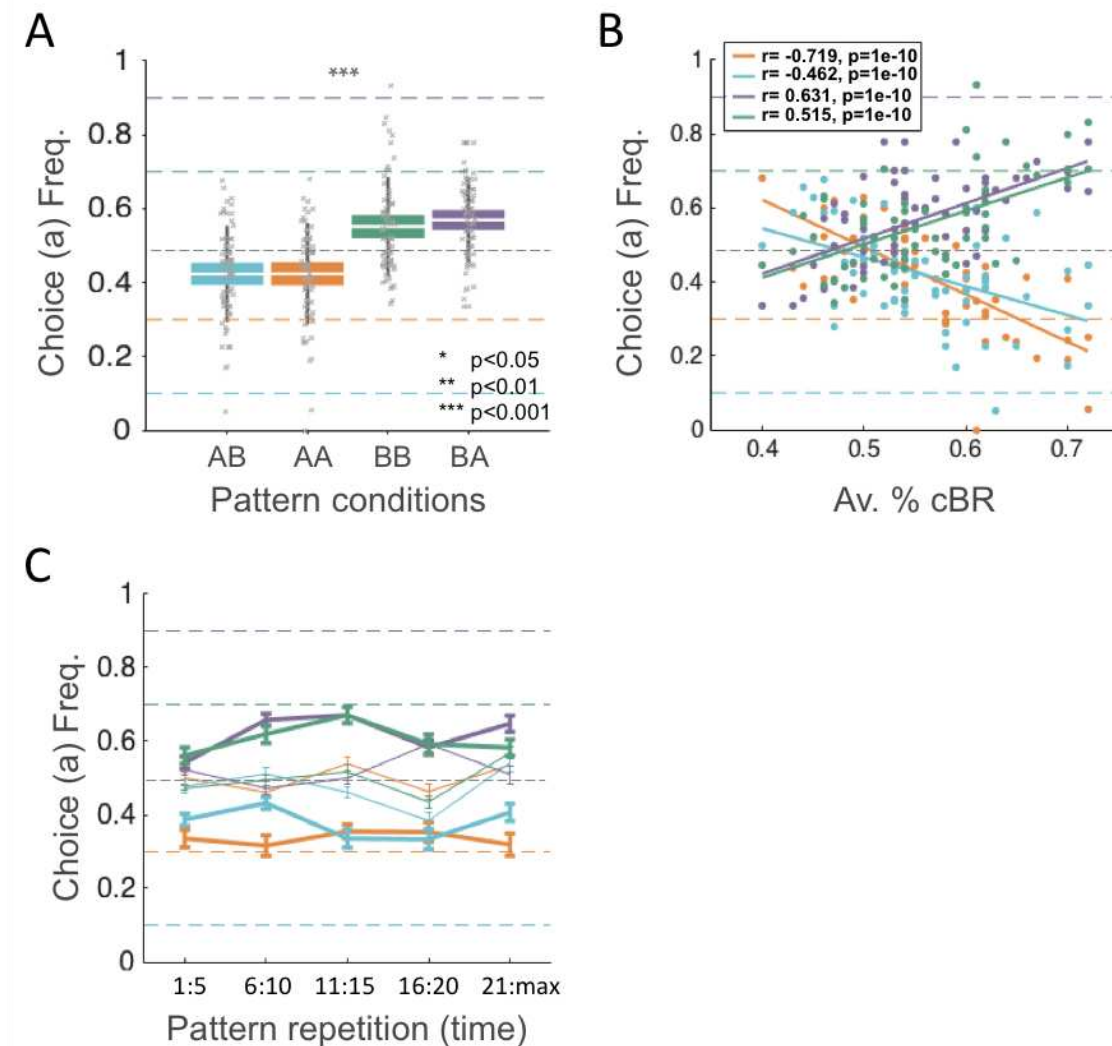 A
Choice (a) Freq.
1
0.8
0.6
0.4
0.2
0
***
* p<0.05
** p<0.01
*** p<0.001
AB AA BB BA
Pattern conditions
B
Choice (a) Freq.
1
0.8
0.6
0.4
0.2
0
r= -0.719, p=1e-10
r= -0.462, p=1e-10
r= 0.631, p=1e-10
r= 0.515, p=1e-10
0.4 0.5 0.6 0.7
Av. % cBR
C
Choice (a) Freq.
1
0.8
0.6
0.4
0.2
0
1:5 6:10 11:15 16:20 21:max
Pattern repetition (time)